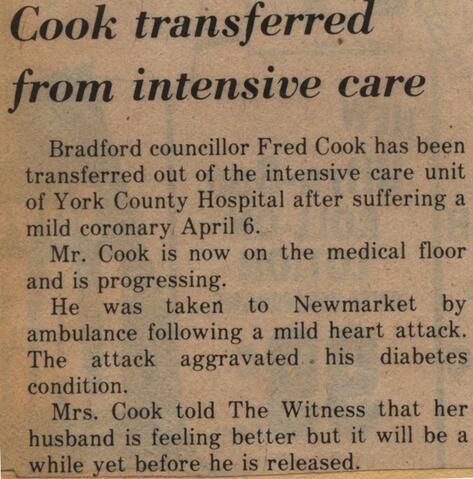 Cook transferred
from intensive care
Bradford councillor Fred Cook has been
transferred out of the intensive care unit
of York County Hospital after suffering a
mild coronary April 6.
Mr. Cook is now on the medical floor
and is progressing.
He was taken to Newmarket by
ambulance following a mild heart attack.
The attack aggravated his diabetes
condition.
Mrs. Cook told The Witness that her
husband is feeling better but it will be a
while yet before he is released.